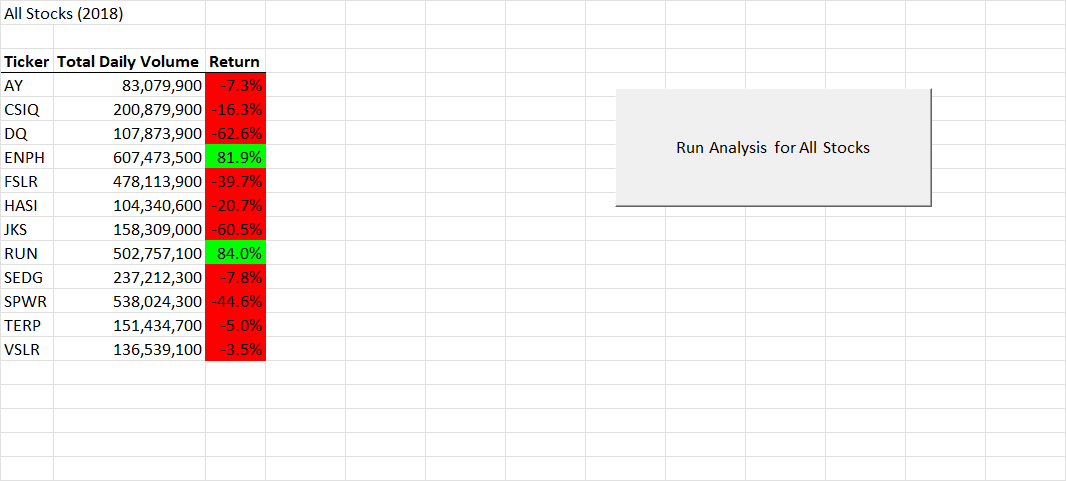 All Stocks (2018)
Ticker Total Daily Volume Return
AY 83,079,900 -7.3%
CSIQ 200,879,900 -16.3%
DQ 107,873,900 -62.6%
ENPH 607,473,500 81.9%
FSLR 478,113,900 -39.7%
HASI 104,340,600 -20.7%
JKS 158,309,000 -60.5%
RUN 502,757,100 84.0%
SEDG 237,212,300 -7.8%
SPWR 538,024,300 -44.6%
TERP 151,434,700 -5.0%
VSLR 136,539,100 -3.5%
Run Analysis for All Stocks